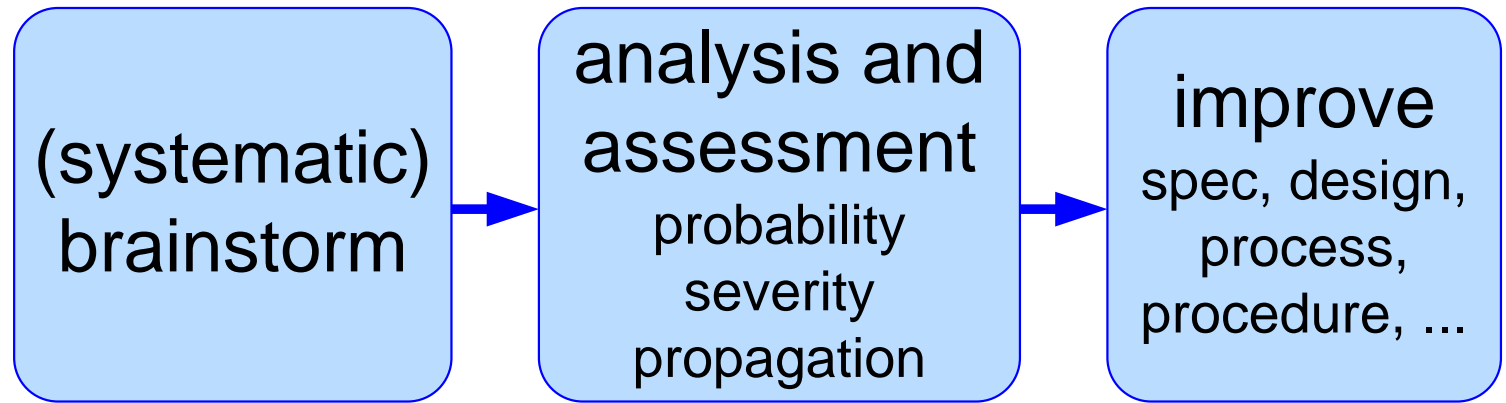 (systematic)
brainstorm
analysis and
assessment
probability
severity
propagation
improve
spec, design,
process,
procedure, ...